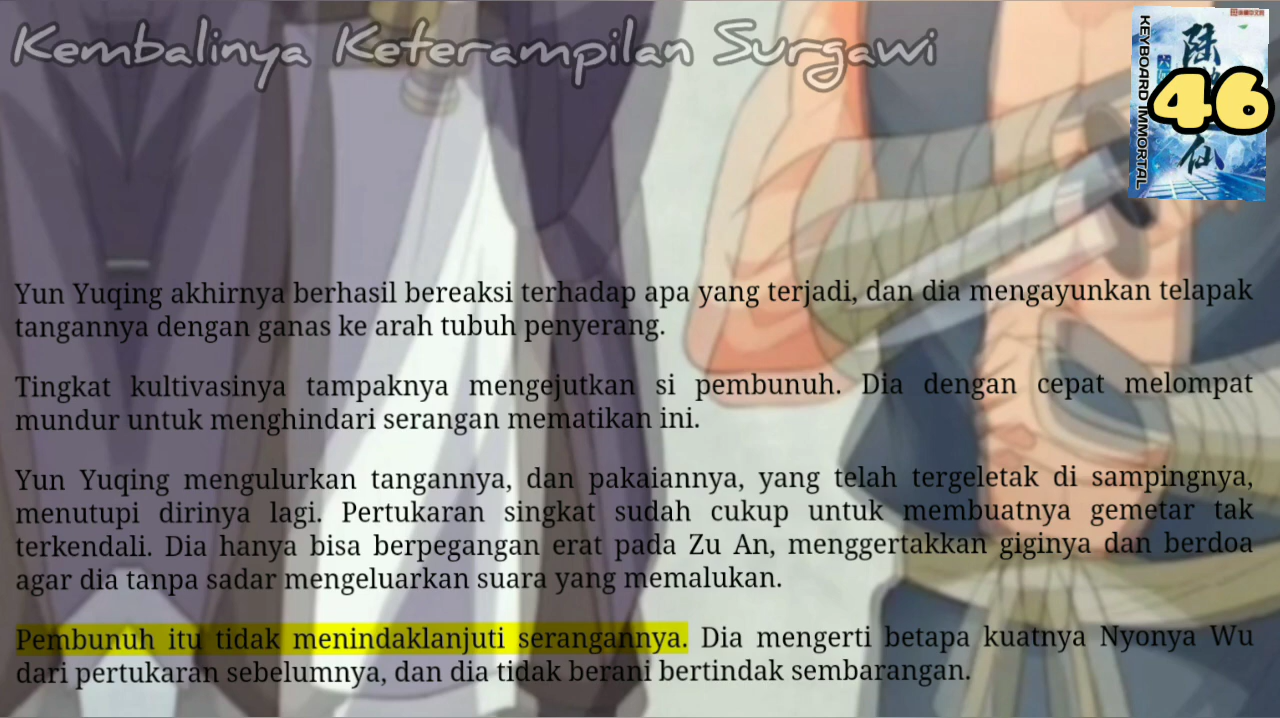 Kembalinya Keterampilan Surgawi
KEYBOARD IMMORTAL
46
Yun Yuqing akhirnya berhasil bereaksi terhadap apa yang terjadi, dan dia mengayunkan telapak
tangannya dengan ganas ke arah tubuh penyerang.
Tingkat kultivasinya tampaknya mengejutkan si pembunuh. Dia dengan cepat melompat
mundur untuk menghindari serangan mematikan ini.
Yun Yuqing mengulurkan tangannya, dan pakaiannya, yang telah tergeletak di sampingnya,
menutupi dirinya lagi. Pertukaran singkat sudah cukup untuk membuatnya gemetar tak
terkendali. Dia hanya bisa berpegangan erat pada Zu An, menggertakkan giginya dan berdoa
agar dia tanpa sadar mengeluarkan suara yang memalukan.
Pembunuh itu tidak menindaklanjuti serangannya. Dia mengerti betapa kuatnya Nyonya Wu
dari pertukaran sebelumnya, dan dia tidak berani bertindak sembarangan.